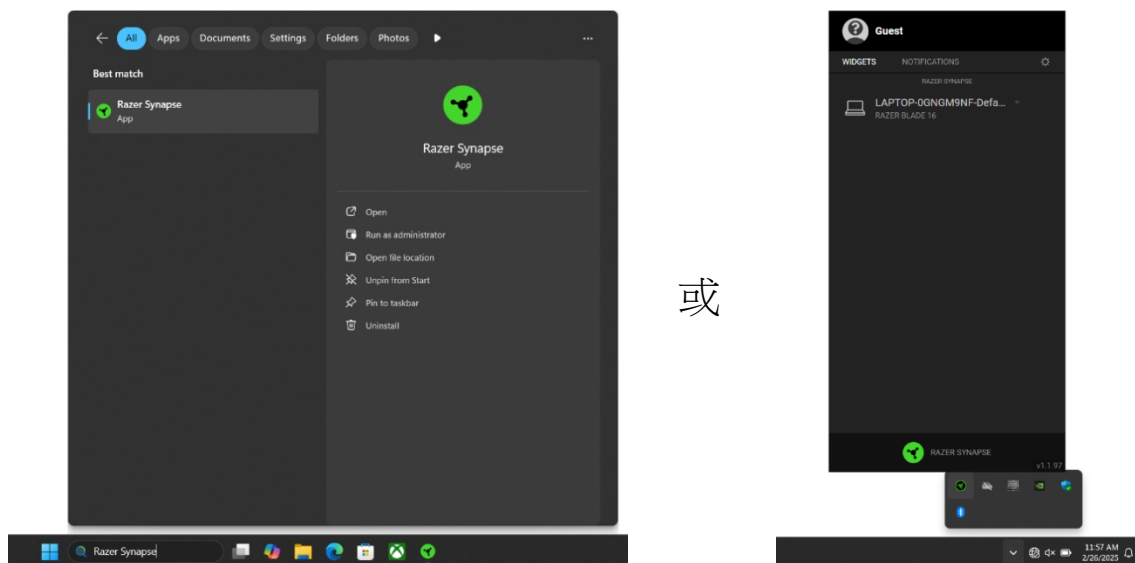 All Apps Documents Settings Folders Photos
Best match
Razer Synapse
App
Razer Synapse
App
Open
Run as administrator
Open file location
Unpin from Start
Pin to taskbar
Uninstall
Razer Synapse
或
Guest
WIDGETS NOTIFICATIONS
RAZER SYNAPSE
LAPTOP-0GNGM9NF-Defa...
RAZER BLADE 16
RAZER SYNAPSE
v1.1.97
11:57 AM
2/26/2025